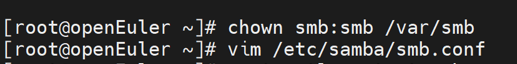 [root@openEuler ~]# chown smb:smb /var/smb
[root@openEuler ~]# vim /etc/samba/smb.conf